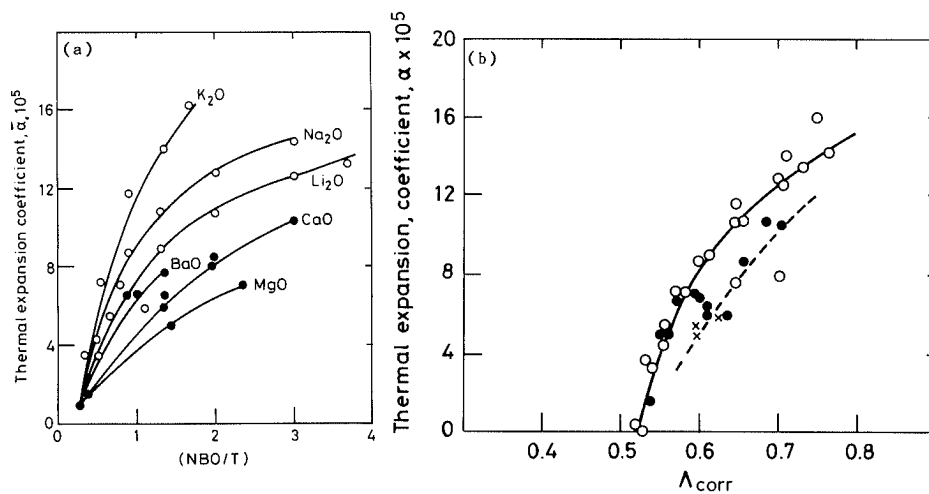 (a)
Thermal expansion coefficient, ᾱ, 10⁵
16
12
8
4
0
K₂O
Na₂O
Li₂O
CaO
BaO
MgO
0 1 2 3 4
(NBO/T)
(b)
Thermal expansion, coefficient, α × 10⁵
20
16
12
8
4
0
0.4 0.5 0.6 0.7 0.8
Λcorr